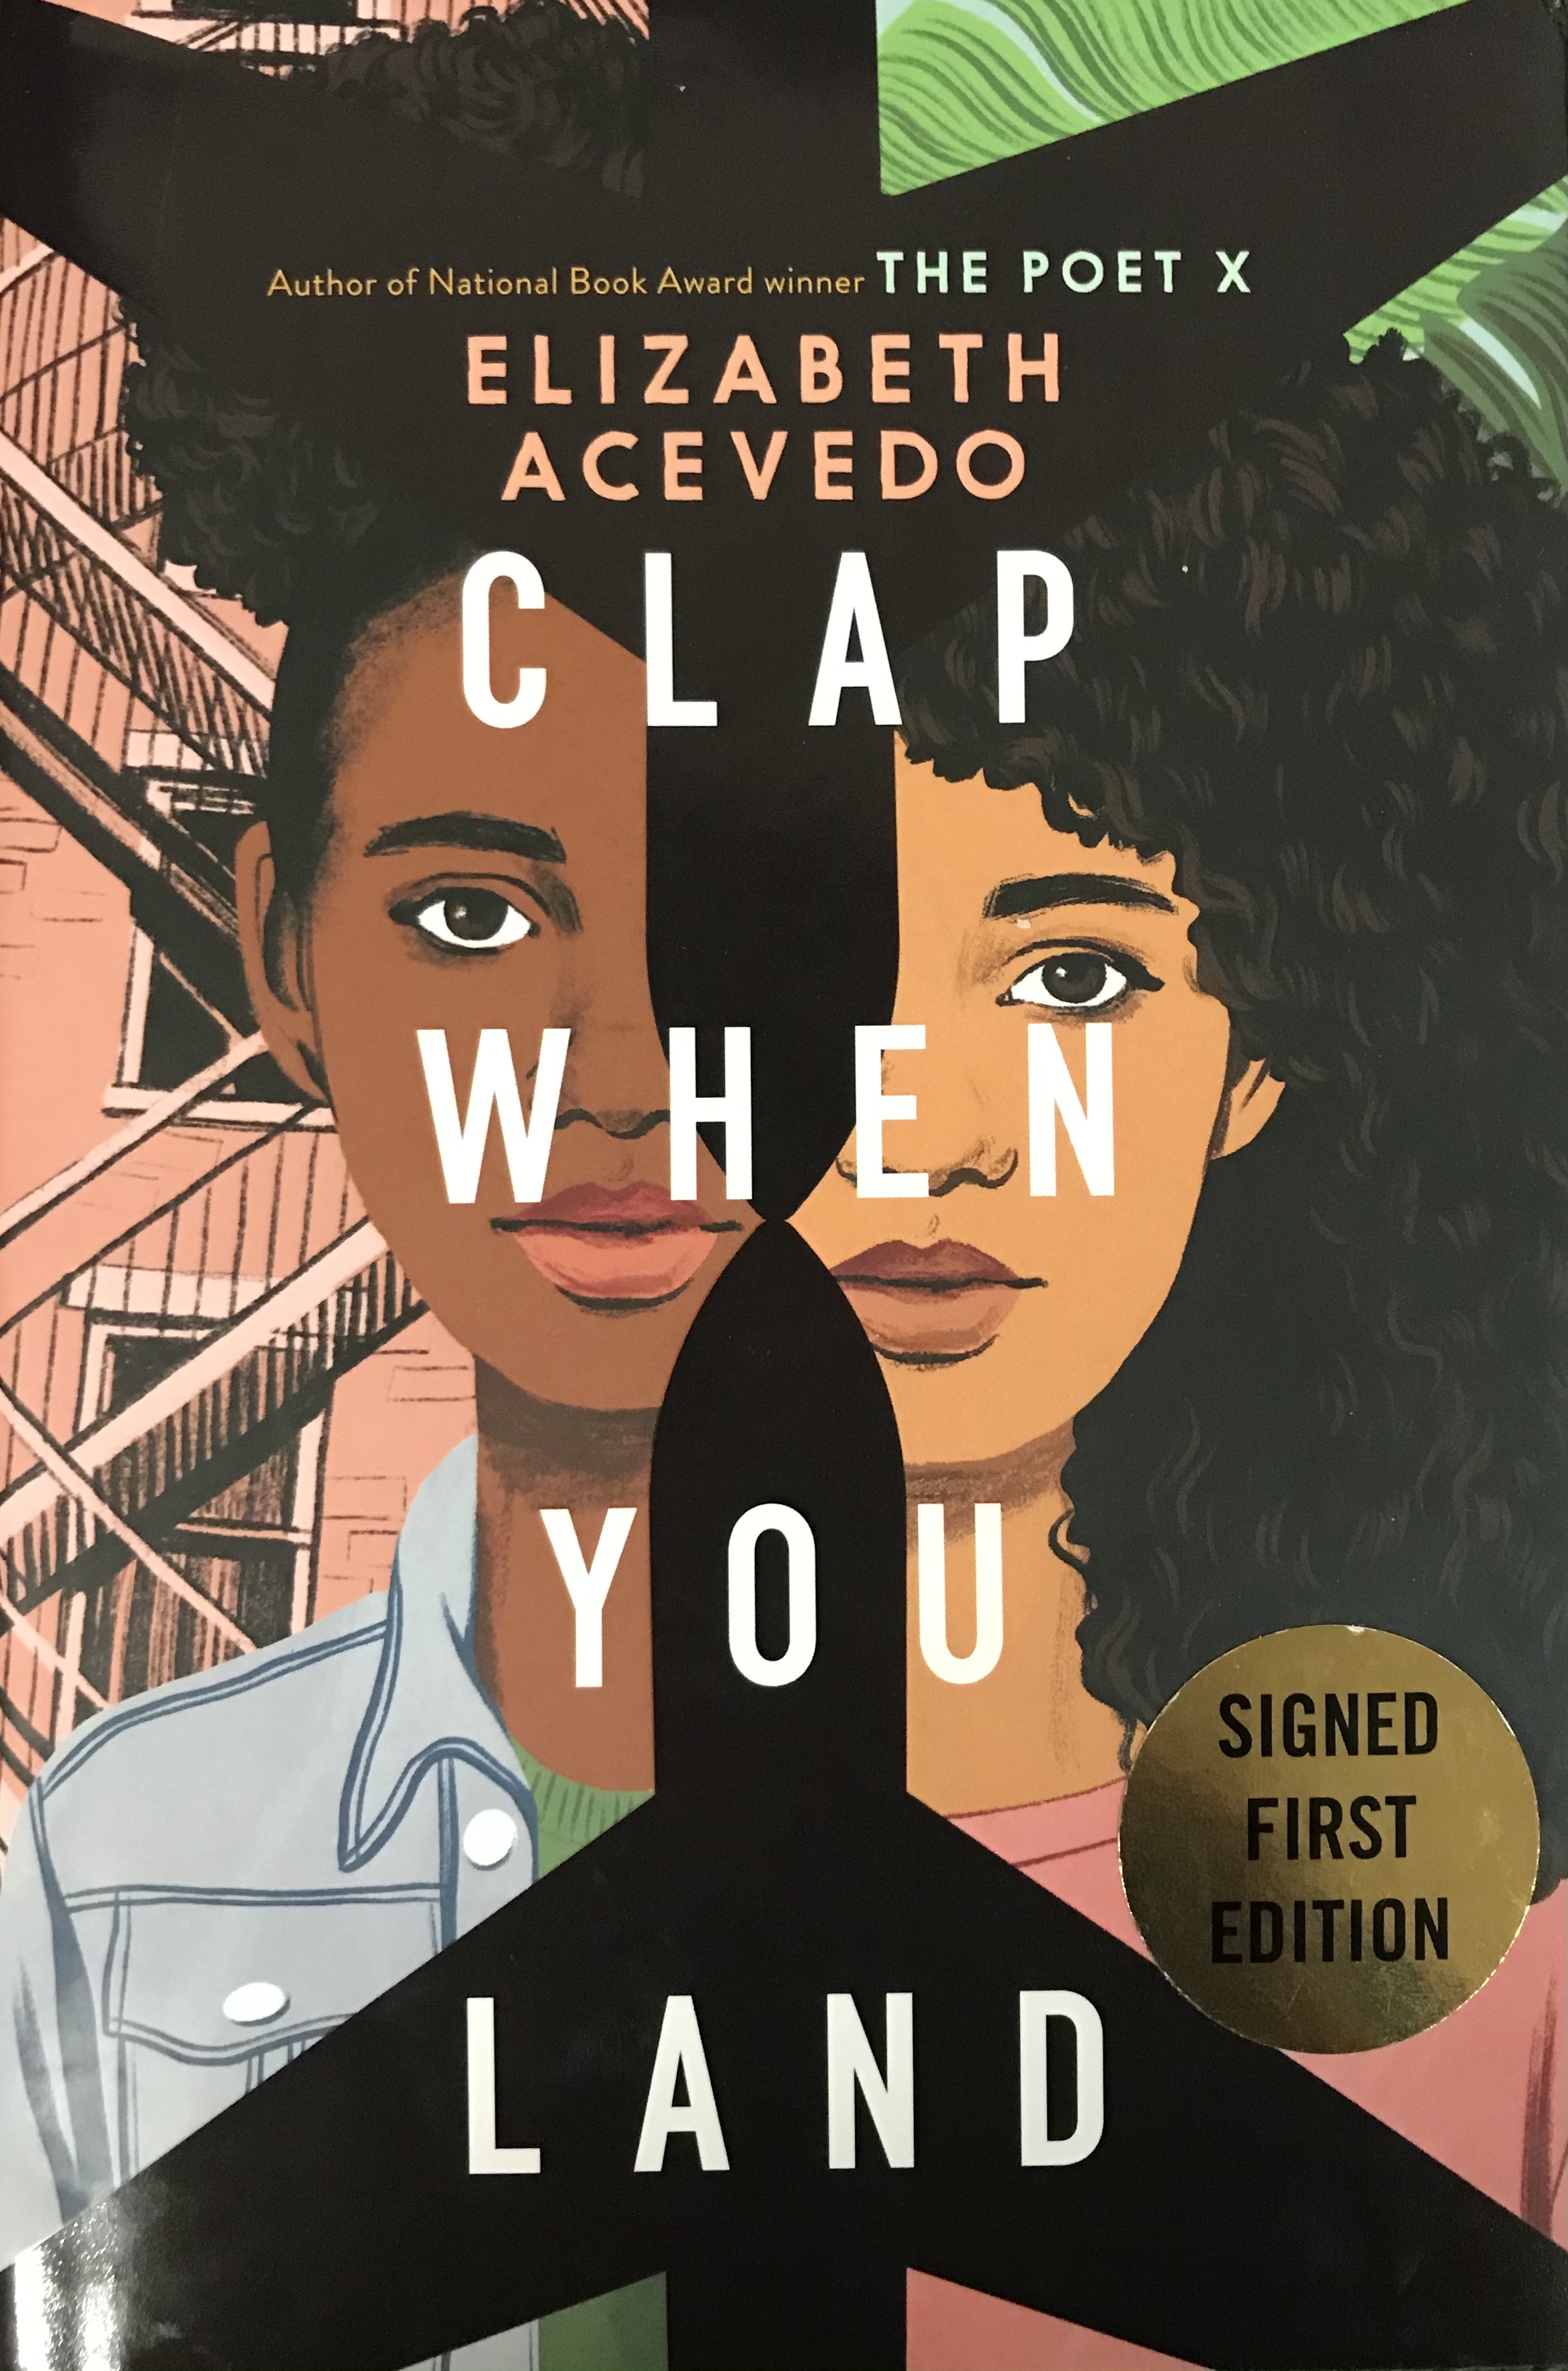 Author of National Book Award winner THE POET X
ELIZABETH
ACEVEDO
CLAP
WHEN
YOU
LAND
SIGNED
FIRST
EDITION